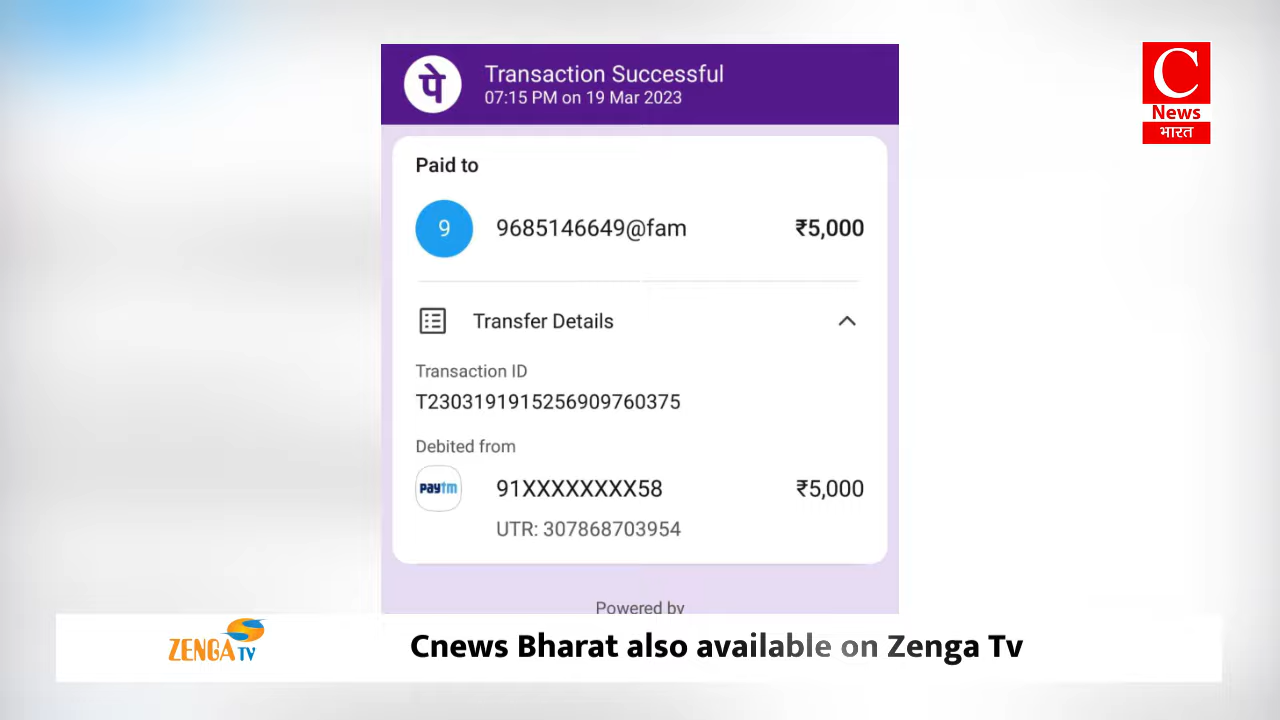 पे
Transaction Successful
07:15 PM on 19 Mar 2023
C
News
भारत
Paid to
9
9685146649@fam
₹5,000
Transfer Details
Transaction ID
T2303191915256909760375
Debited from
paytm
91XXXXXXXX58
₹5,000
UTR: 307868703954
Powered by
ZENGA TV
Cnews Bharat also available on Zenga Tv